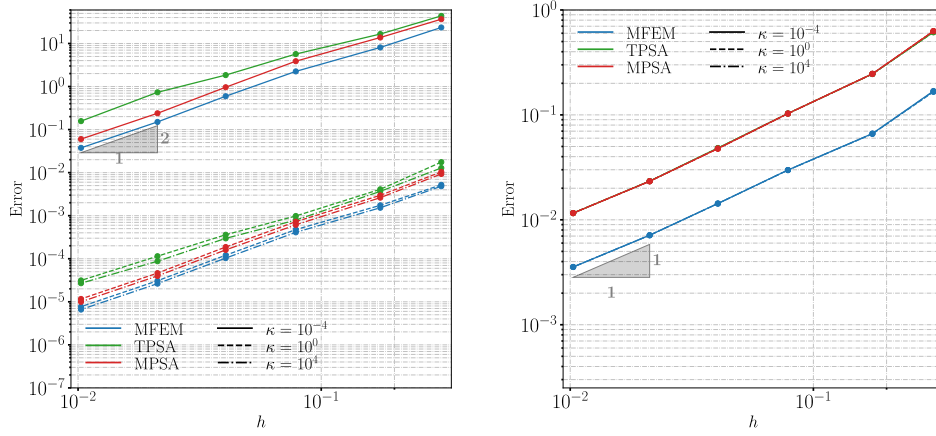 10^1
10^0
10^-1
10^-2
10^-3
10^-4
10^-5
10^-6
10^-7
Error
2
1
MFEM
TPSA
MPSA
κ = 10^-4
κ = 10^0
κ = 10^4
10^-2
10^-1
h
10^0
10^-1
10^-2
10^-3
Error
MFEM
TPSA
MPSA
κ = 10^-4
κ = 10^0
κ = 10^4
1
1
10^-2
10^-1
h